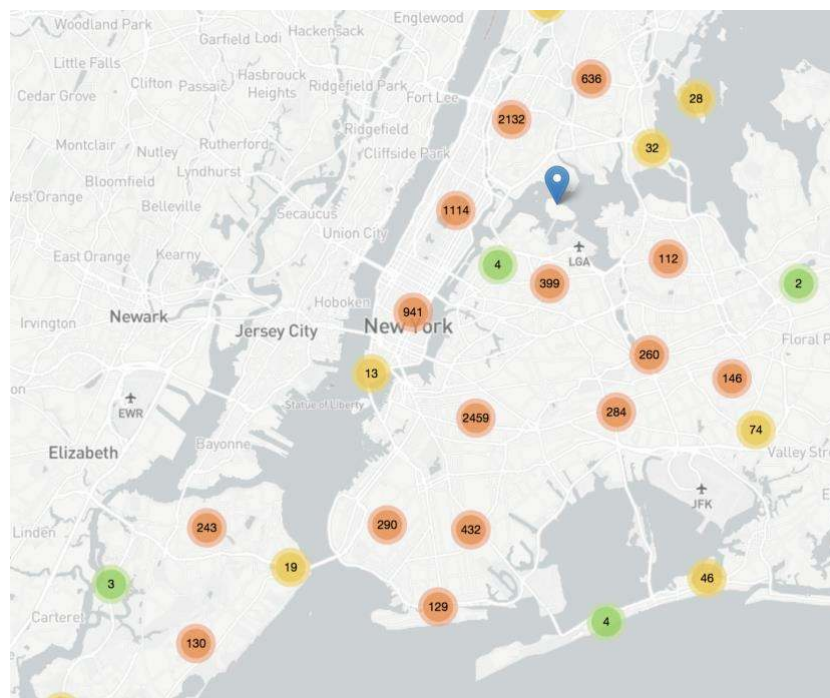 Woodland Park
Englewood
Hackensack
Garfield Lodi
Little Falls
636
Clifton Passaic
Hasbrouck
Heights
Ridgefield Park
Fort Lee
28
Cedar Grove
2132
Ridgefield
Montclair
Nutley
Rutherford
Cliffside Park
32
Lyndhurst
Bloomfield
West Orange
Belleville
Secaucus
1114
Union City
East Orange
Kearny
LGA
112
4
399
2
Hoboken
941
Newark
Irvington
Jersey City
New York
Floral P
260
13
146
EWR
Statue of Liberty
284
2459
74
Bayonne
Elizabeth
Valley Stre
JFK
290
243
432
Linden
19
3
46
129
Carteret
4
130